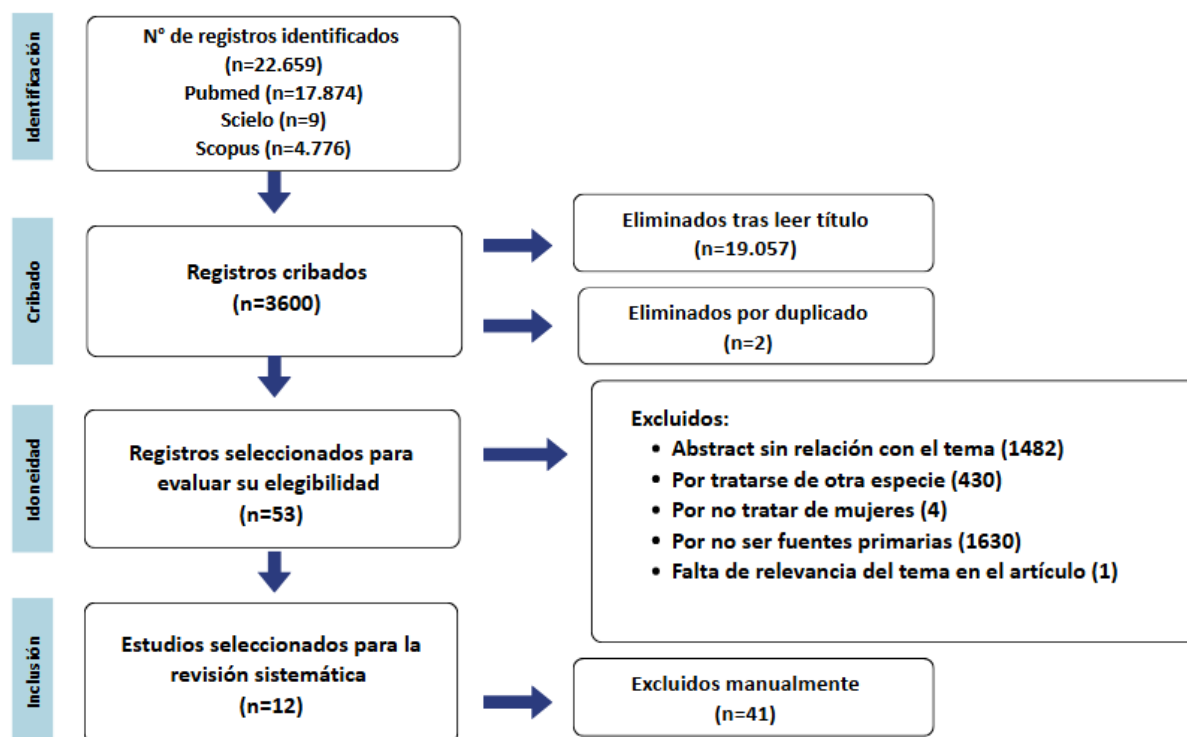 Identificación
N° de registros identificados
(n=22.659)
Pubmed (n=17.874)
Scielo (n=9)
Scopus (n=4.776)
Cribado
Registros cribados
(n=3600)
Eliminados tras leer título
(n=19.057)
Eliminados por duplicado
(n=2)
Idoneidad
Registros seleccionados para
evaluar su elegibilidad
(n=53)
Excluidos:
• Abstract sin relación con el tema (1482)
• Por tratarse de otra especie (430)
• Por no tratar de mujeres (4)
• Por no ser fuentes primarias (1630)
• Falta de relevancia del tema en el artículo (1)
Inclusión
Estudios seleccionados para la
revisión sistemática
(n=12)
Excluidos manualmente
(n=41)